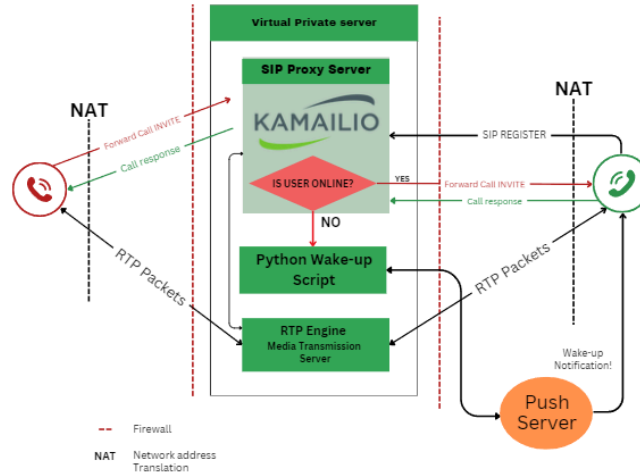 Virtual Private server
SIP Proxy Server
KAMAILIO
NAT
NAT
Forward Call INVITE
Call response
SIP REGISTER
IS USER ONLINE?
YES
Forward Call INVITE
Call response
NO
Python Wake-up
Script
RTP Packets
RTP Packets
RTP Engine
Media Transmission
Server
Wake-up
Notification!
Push
Server
Firewall
NAT Network address
Translation